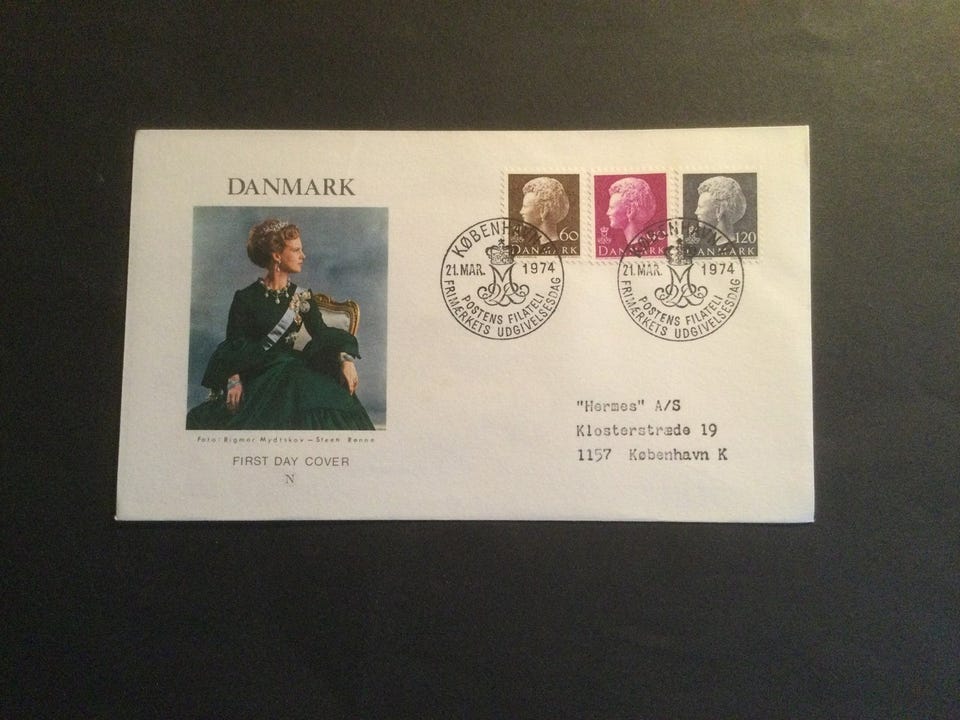 DANMARK
Foto: Rigmor Mydtskov – Steen Rønne
FIRST DAY COVER
N
60
DANMARK
DANMARK
120
DANMARK
KØBENHAVN
21. MAR. 1974
POSTENS FILATELI
FRIMÆRKETS UDGIVELSESDAG
KØBENHAVN
21. MAR. 1974
POSTENS FILATELI
FRIMÆRKETS UDGIVELSESDAG
"Hermes" A/S
Klosterstræde 19
1157 København K